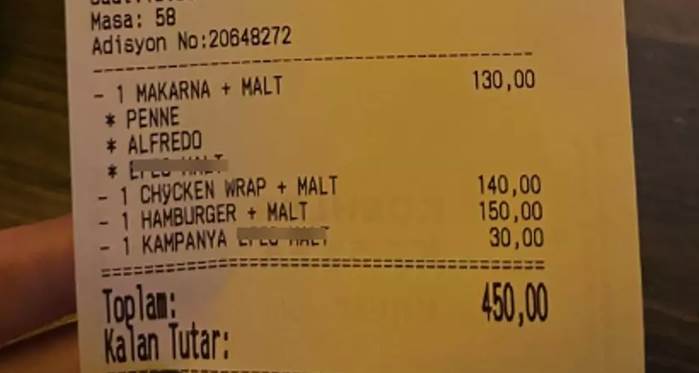 Masa: 58
Adisyon No:20648272
- 1 MAKARNA + MALT 130,00
* PENNE
* ALFREDO
*
- 1 CHyCKEN WRAP + MALT 140,00
- 1 HAMBURGER + MALT 150,00
- 1 KAMPANYA 30,00
Toplam: 450,00
Kalan Tutar: